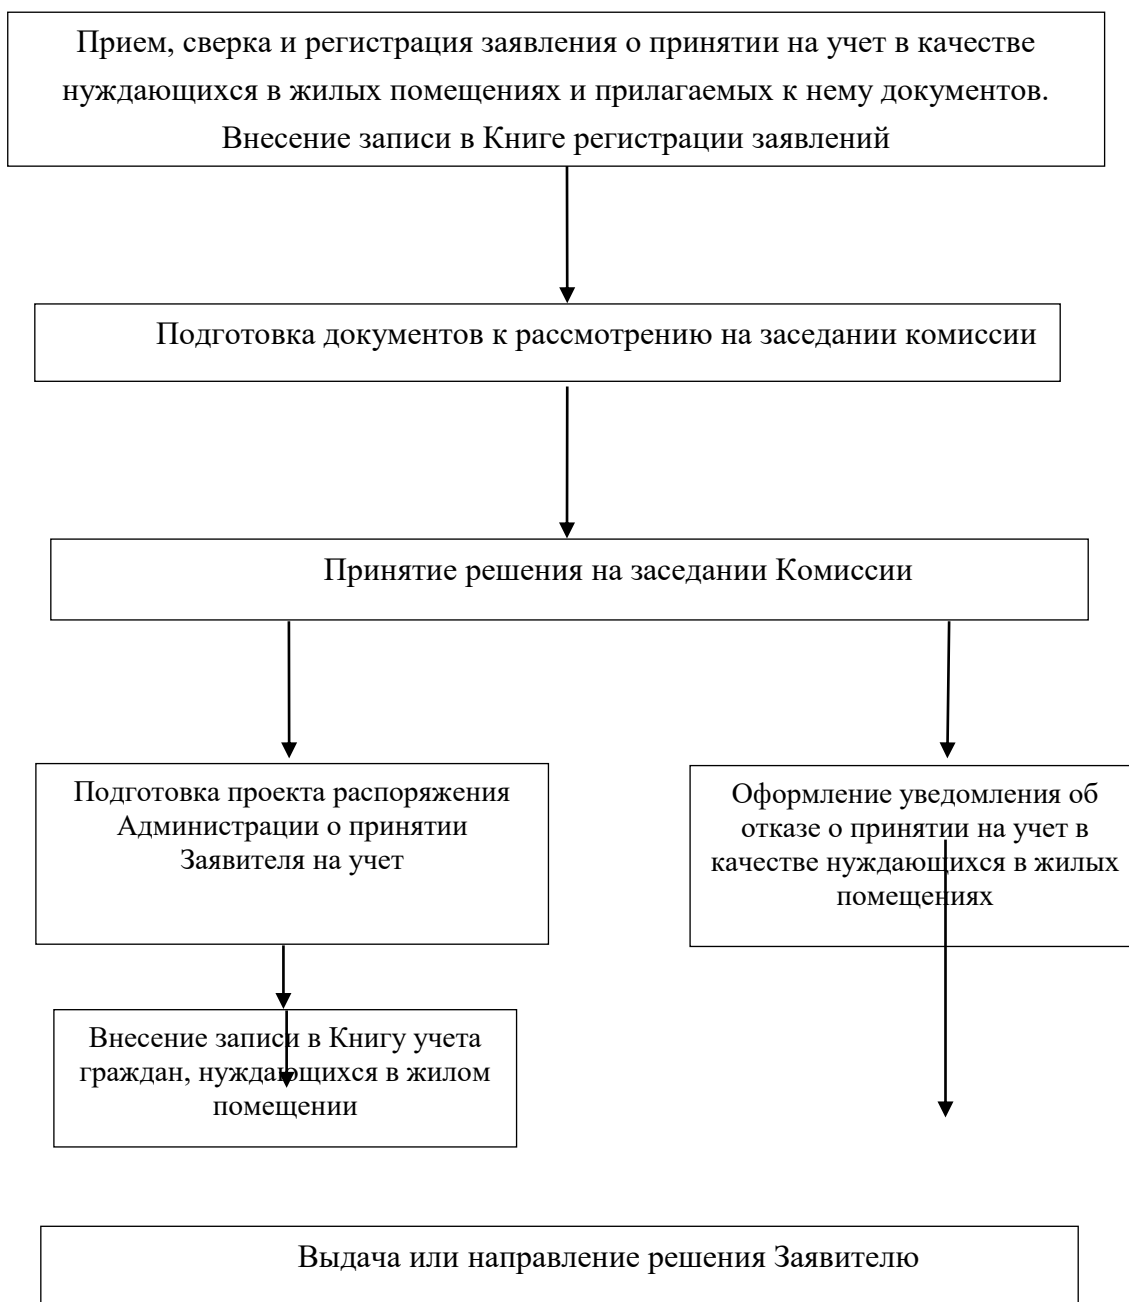 Прием, сверка и регистрация заявления о принятии на учет в качестве
нуждающихся в жилых помещениях и прилагаемых к нему документов.
Внесение записи в Книге регистрации заявлений
Подготовка документов к рассмотрению на заседании комиссии
Принятие решения на заседании Комиссии
Подготовка проекта распоряжения
Администрации о принятии
Заявителя на учет
Оформление уведомления об
отказе о принятии на учет в
качестве нуждающихся в жилых
помещениях
Внесение записи в Книгу учета
граждан, нуждающихся в жилом
помещении
Выдача или направление решения Заявителю